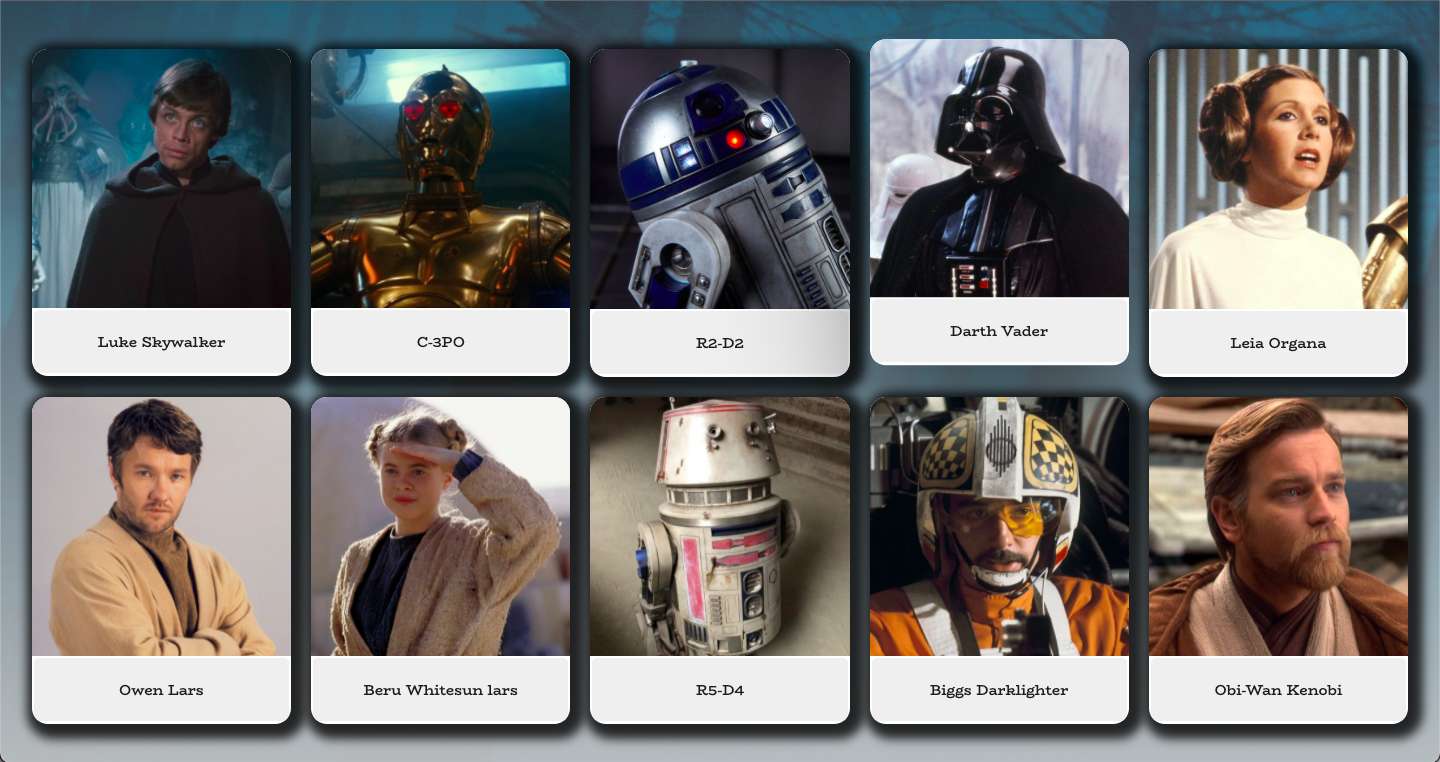 Luke Skywalker
C-3PO
R2-D2
Darth Vader
Leia Organa
Owen Lars
Beru Whitesun lars
R5-D4
Biggs Darklighter
Obi-Wan Kenobi